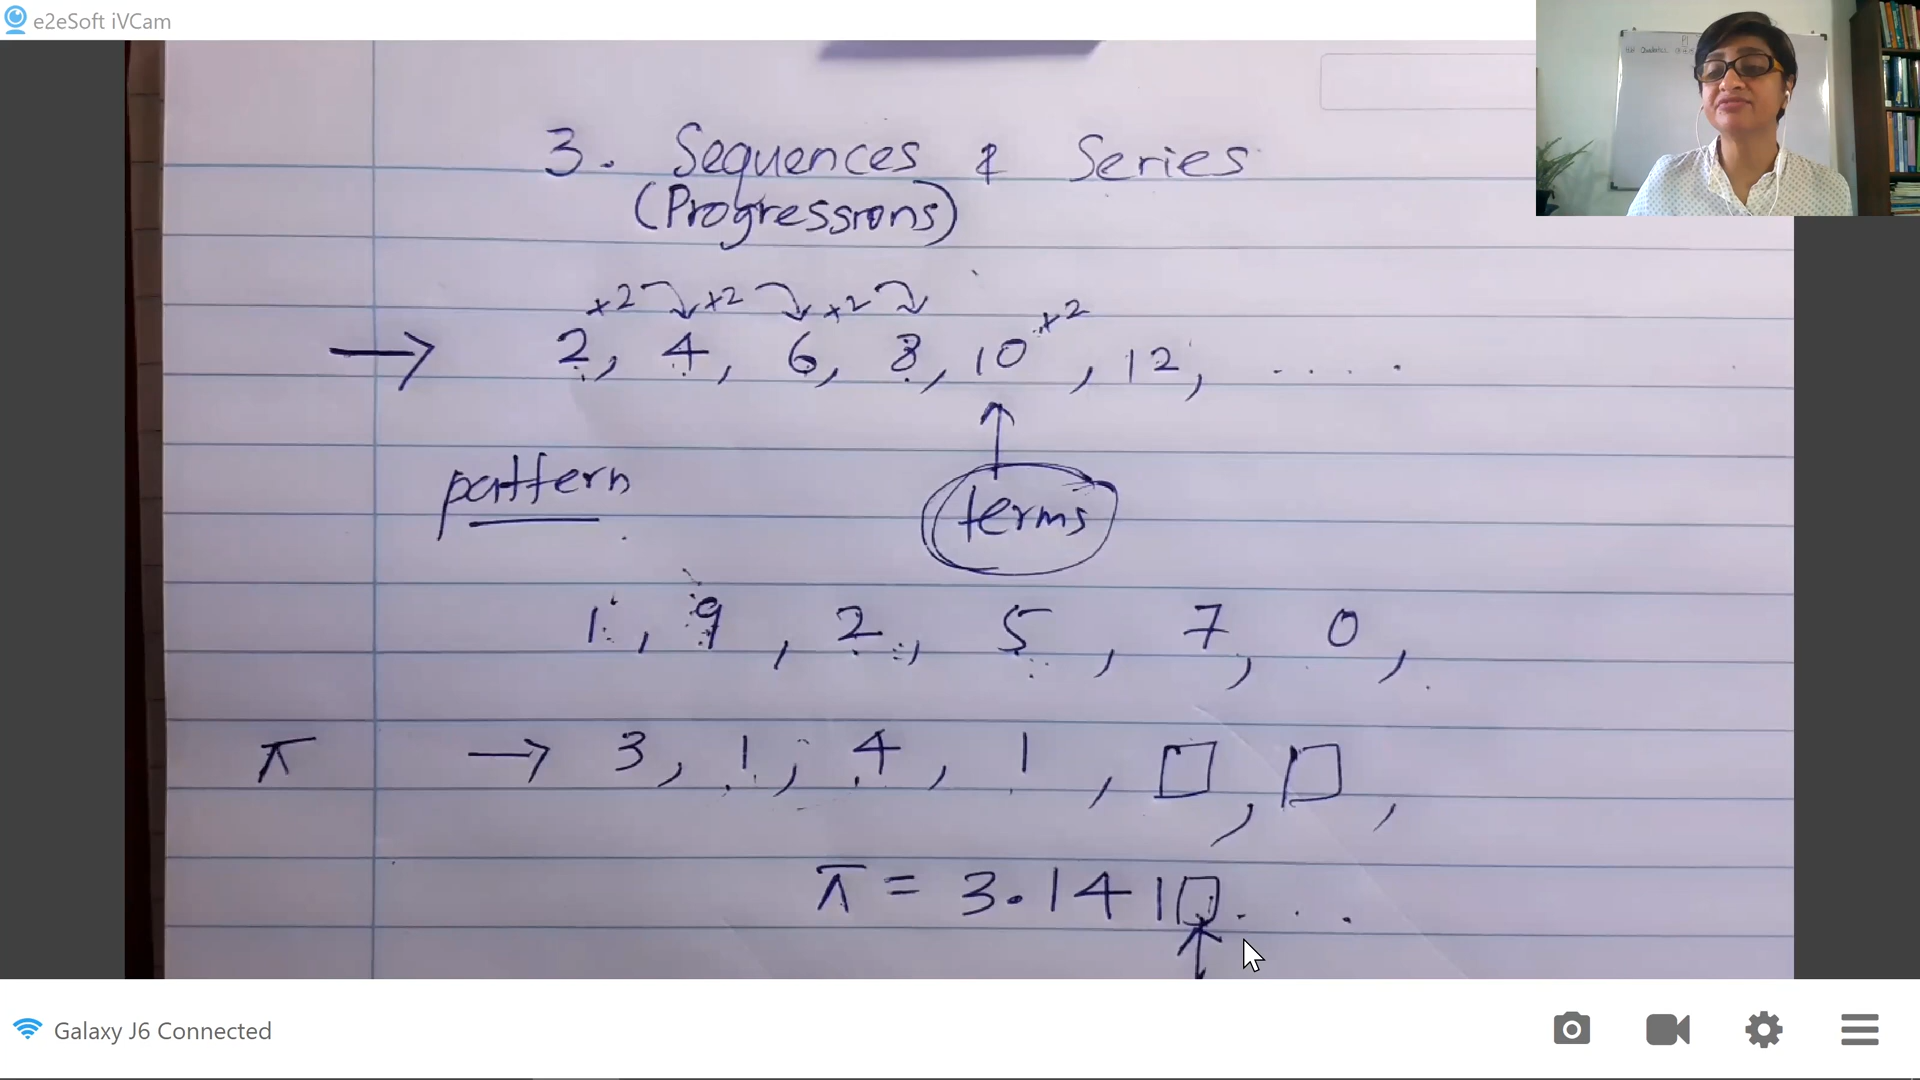 e2eSoft iVCam
3. Sequences & Series
(Progressions)
+2 +2 +2 +2
→ 2, 4, 6, 8, 10, 12, ....
pattern
terms
1, 9, 2, 5, 7, 0,
π → 3, 1, 4, 1, □, □,
π = 3.141□....
Galaxy J6 Connected